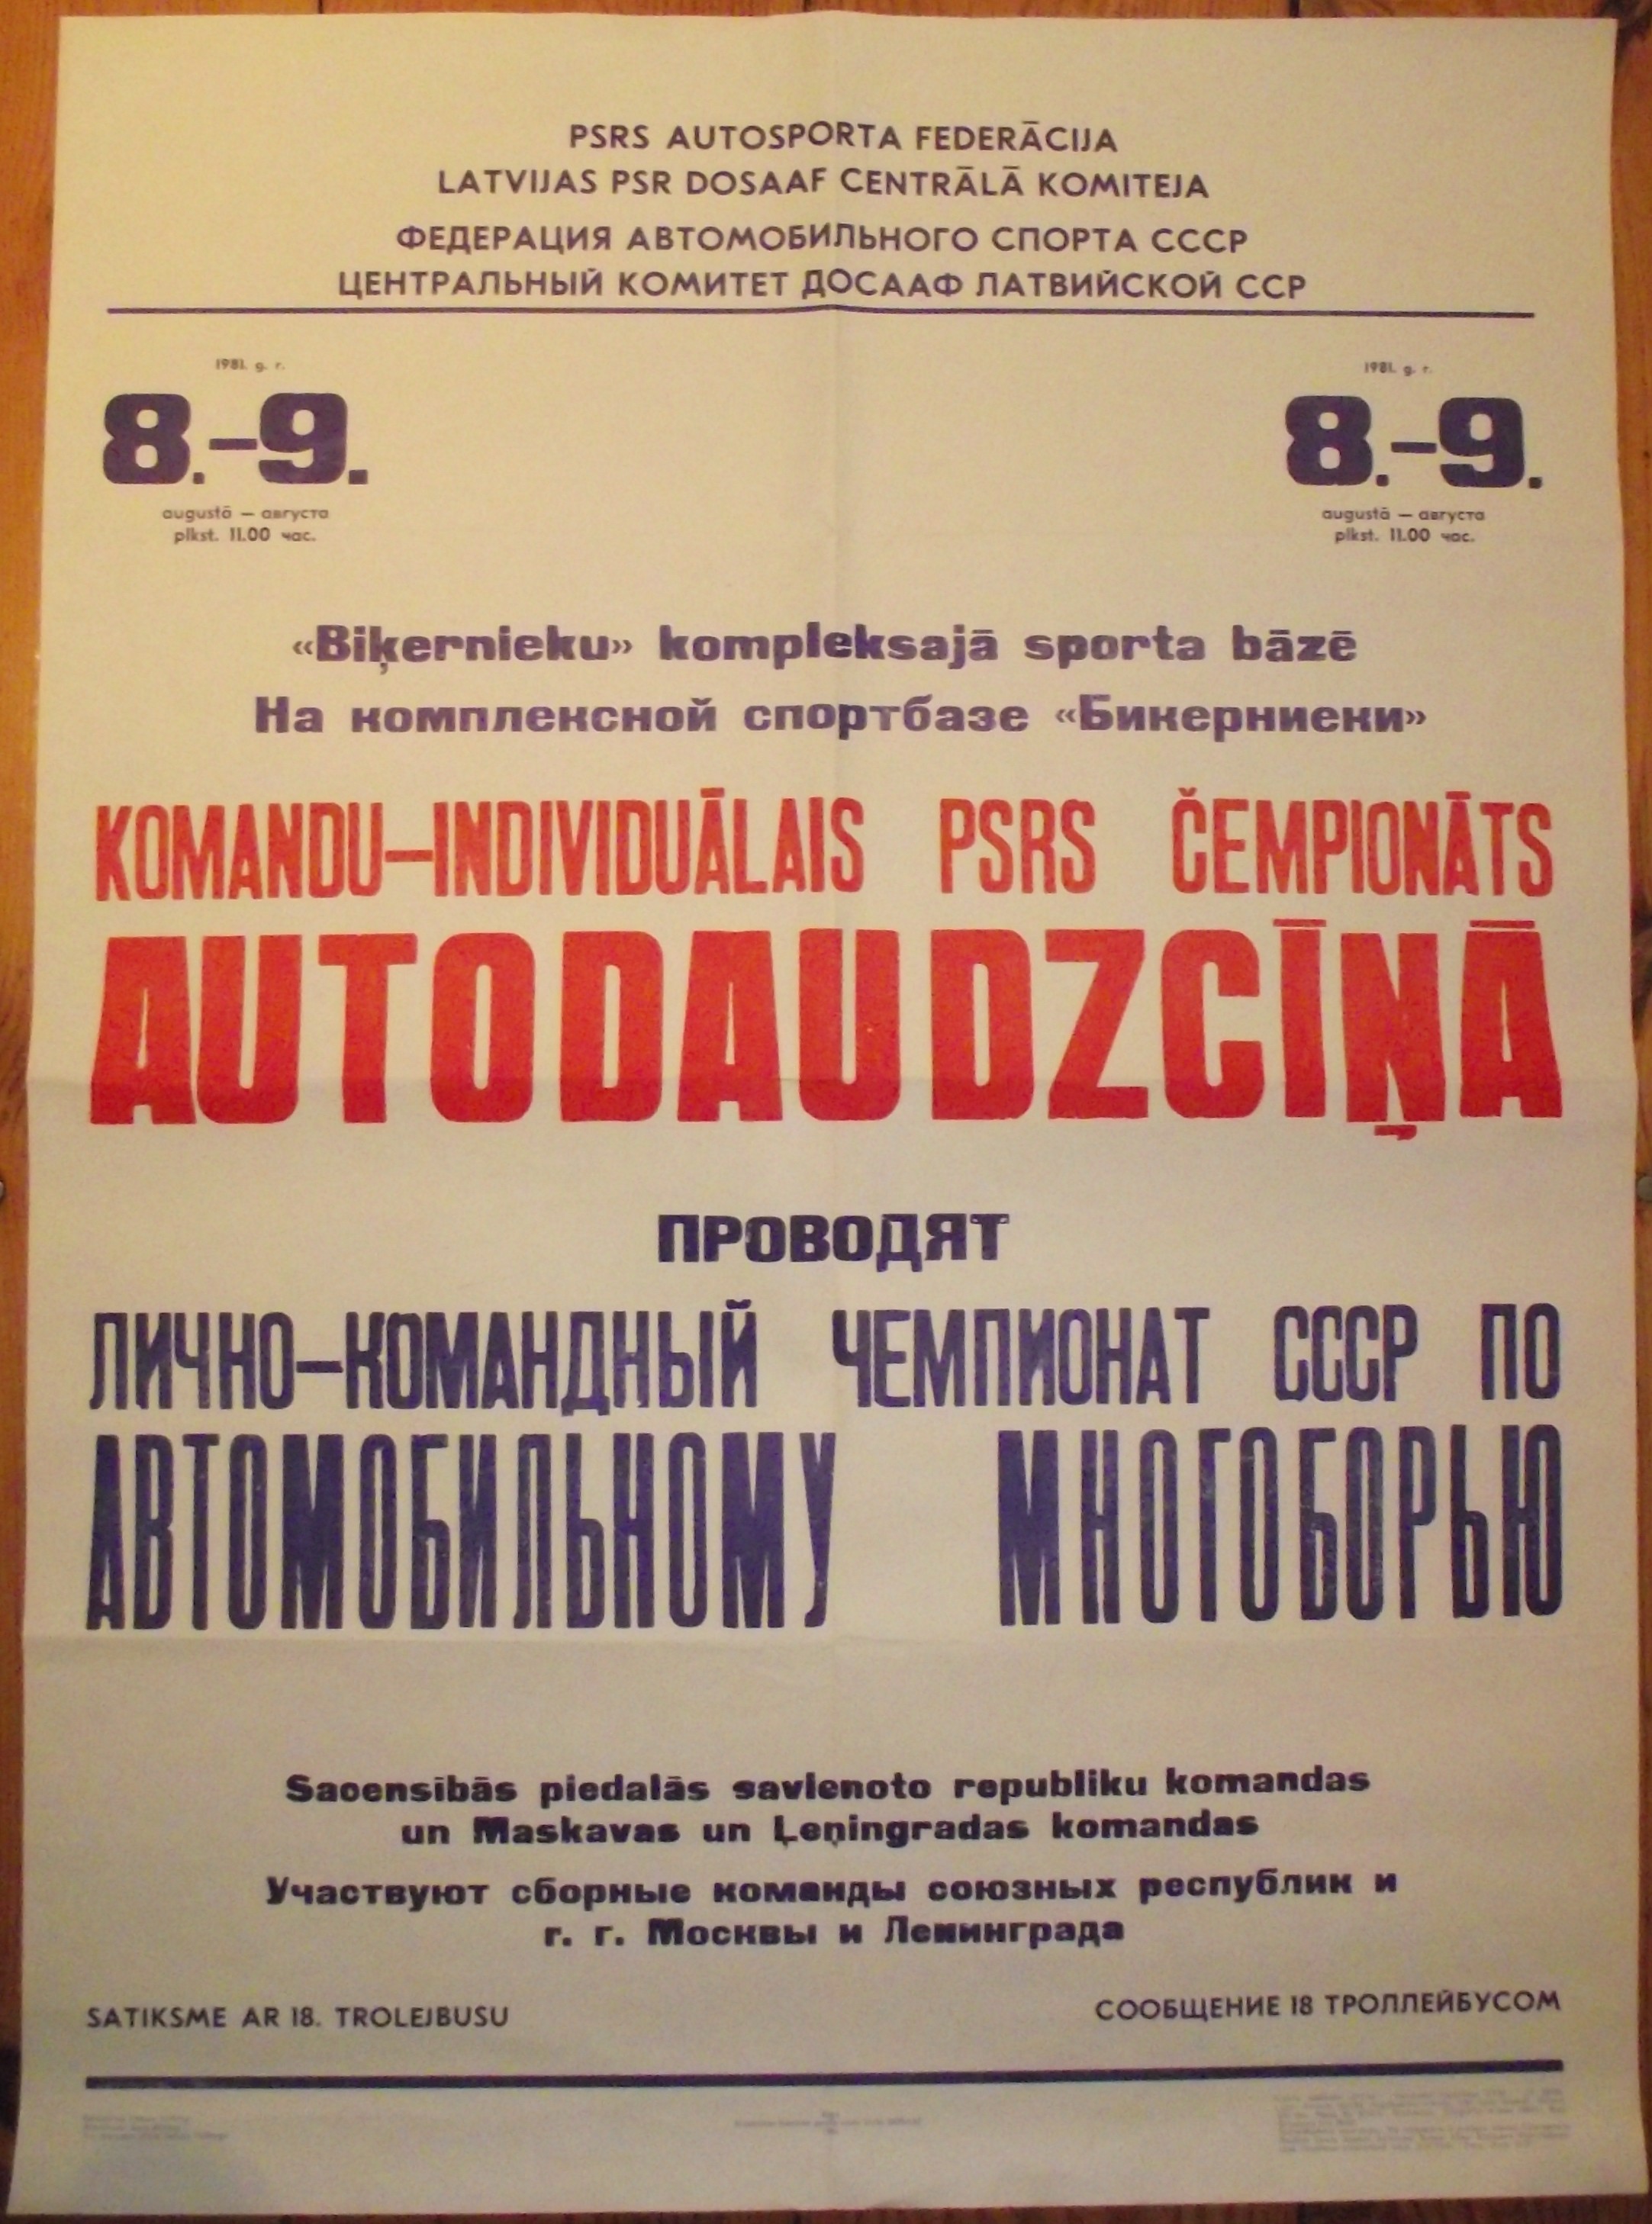 PSRS AUTOSPORTA FEDERĀCIJA
LATVIJAS PSR DOSAAF CENTRĀLĀ KOMITEJA
ФЕДЕРАЦИЯ АВТОМОБИЛЬНОГО СПОРТА СССР
ЦЕНТРАЛЬНЫЙ КОМИТЕТ ДОСААФ ЛАТВИЙСКОЙ ССР
1981. g. г.
8.–9.
augustā — августа
plkst. 11.00 час.
1981. g. г.
8.–9.
augustā — августа
plkst. 11.00 час.
«Biķernieku» kompleksajā sporta bāzē
На комплексной спортбазе «Бикерниеки»
KOMANDU–INDIVIDUĀLAIS PSRS ČEMPIONĀTS
AUTODAUDZCĪŅĀ
ПРОВОДЯТ
ЛИЧНО–КОМАНДНЫЙ ЧЕМПИОНАТ СССР ПО
АВТОМОБИЛЬНОМУ МНОГОБОРЬЮ
Sacensībās piedalās savienoto republiku komandas
un Maskavas un Ļeņingradas komandas
Участвуют сборные команды союзных республик и
г. г. Москвы и Ленинграда
SATIKSME AR 18. TROLEJBUSU
СООБЩЕНИЕ 18 ТРОЛЛЕЙБУСОМ